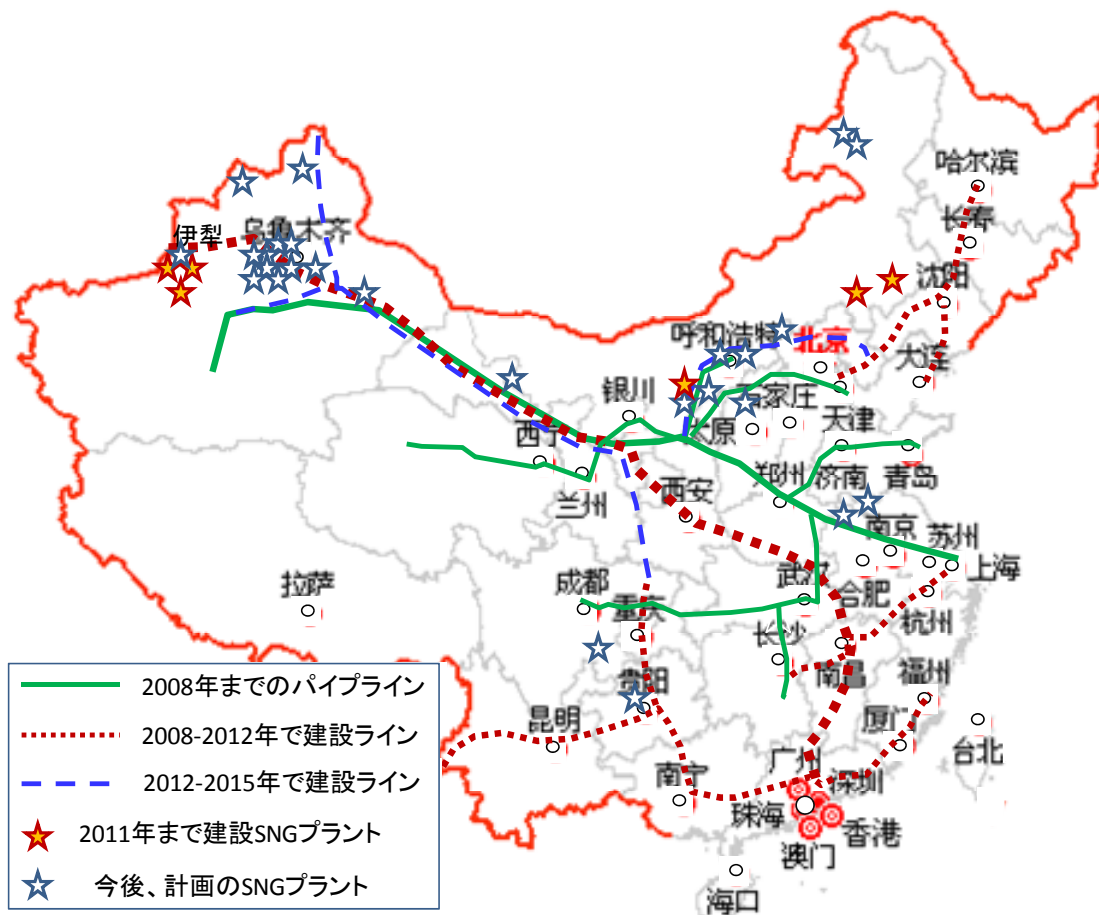 哈尔滨
长春
伊犁
乌鲁木齐
沈阳
呼和浩特
北京
大连
银川
石家庄
天津
太原
西宁
郑州
济南
青岛
兰州
西安
南京
苏州
上海
拉萨
成都
武汉
合肥
重庆
杭州
长沙
南昌
福州
贵阳
昆明
厦门
台北
广州
深圳
南宁
珠海
香港
澳门
海口
2008年までのパイプライン
2008-2012年で建設ライン
2012-2015年で建設ライン
2011年まで建設SNGプラント
今後、計画のSNGプラント